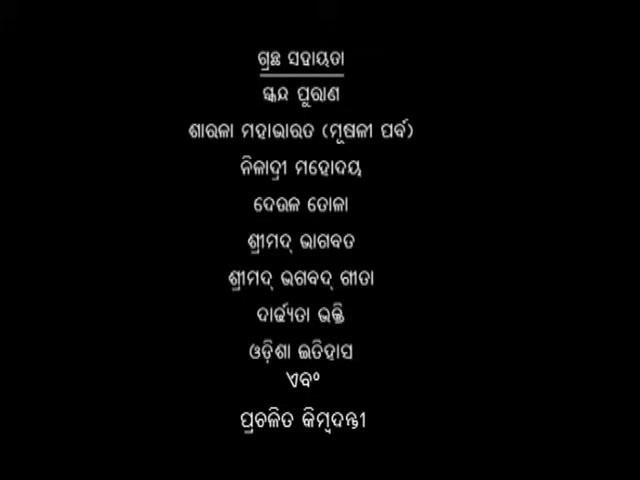 ଗ୍ରନ୍ଥ ସହାୟତା
ସ୍କନ୍ଦ ପୁରାଣ
ଶାରଳା ମହାଭାରତ (ମୂଷଳୀ ପର୍ବ)
ନିଳାଦ୍ରୀ ମହୋଦୟ
ଦେଉଳ ତୋଳା
ଶ୍ରୀମଦ୍ ଭାଗବତ
ଶ୍ରୀମଦ୍ ଭଗବଦ୍ ଗୀତା
ଦାର୍ଢ୍ୟତା ଭକ୍ତି
ଓଡ଼ିଶା ଇତିହାସ
ଏବଂ
ପ୍ରଚଳିତ କିମ୍ବଦନ୍ତୀ